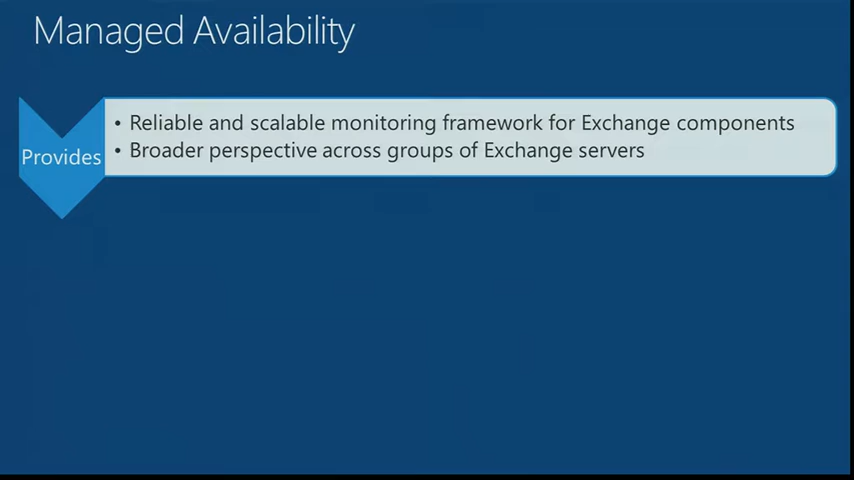 Managed Availability
Provides
• Reliable and scalable monitoring framework for Exchange components
• Broader perspective across groups of Exchange servers